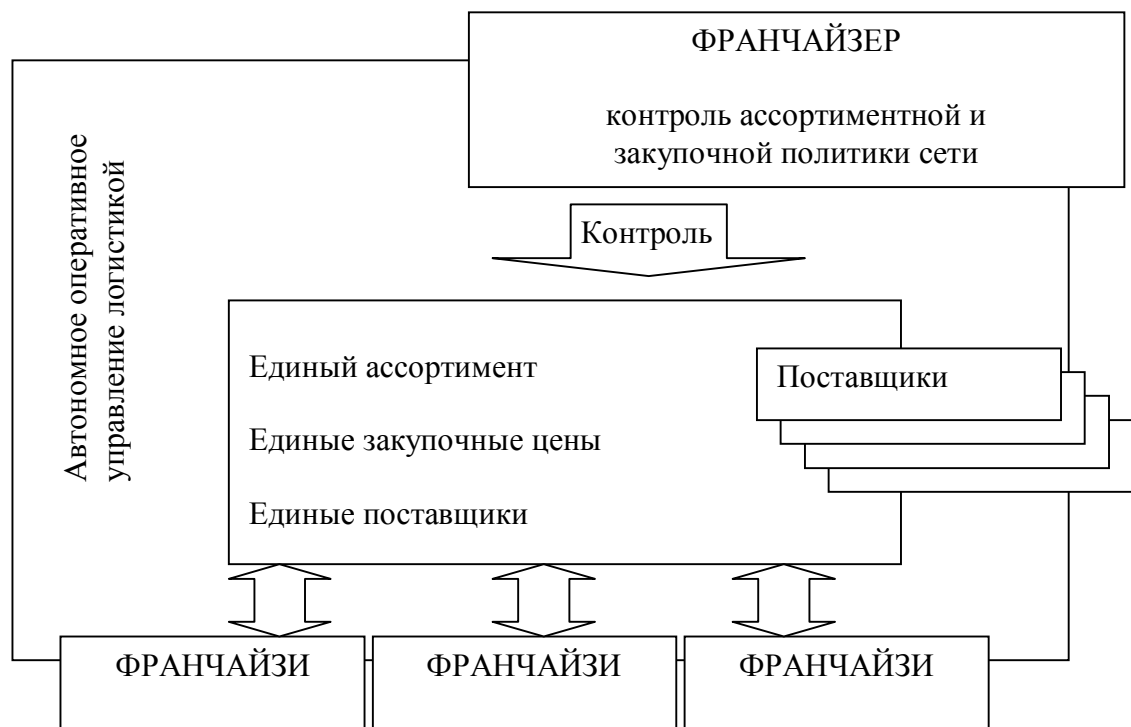 ФРАНЧАЙЗЕР
контроль ассортиментной и
закупочной политики сети
Автономное оперативное
управление логистикой
Контроль
Единый ассортимент
Поставщики
Единые закупочные цены
Единые поставщики
ФРАНЧАЙЗИ
ФРАНЧАЙЗИ
ФРАНЧАЙЗИ